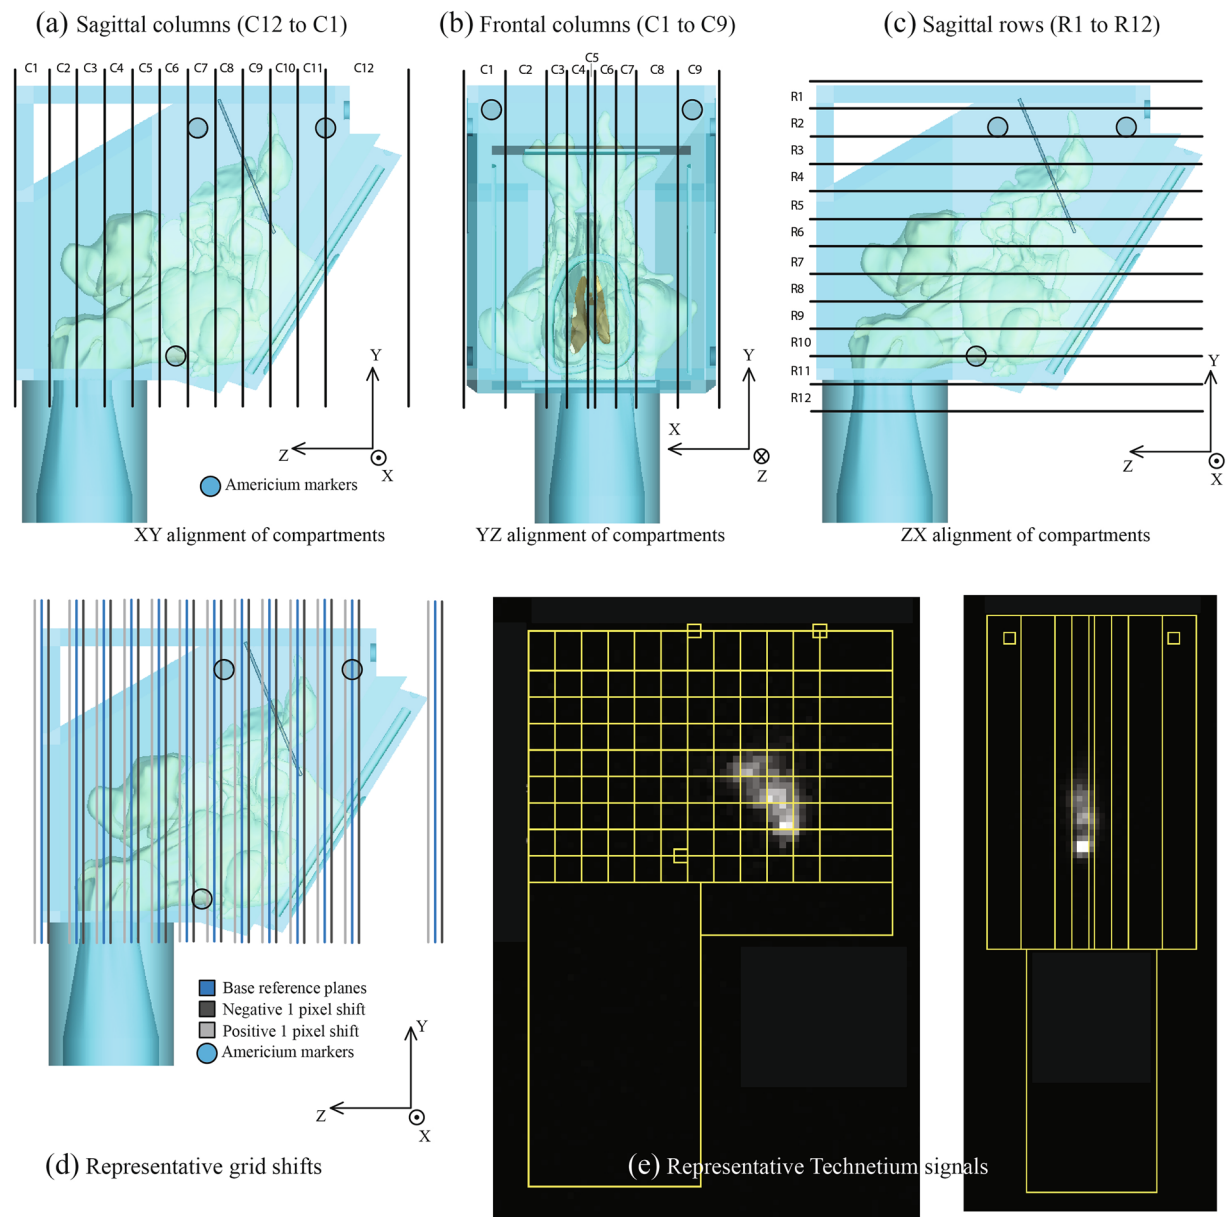 (a) Sagittal columns (C12 to C1)
(b) Frontal columns (C1 to C9)
(c) Sagittal rows (R1 to R12)
C1 C2 C3 C4 C5 C6 C7 C8 C9 C10 C11 C12
C1 C2 C3 C4 C5 C6 C7 C8 C9
R1
R2
R3
R4
R5
R6
R7
R8
R9
R10
R11
R12
Y
Z
X
Americium markers
XY alignment of compartments
Y
X
Z
YZ alignment of compartments
Y
Z
X
ZX alignment of compartments
Base reference planes
Negative 1 pixel shift
Positive 1 pixel shift
Americium markers
Y
Z
X
(d) Representative grid shifts
(e) Representative Technetium signals